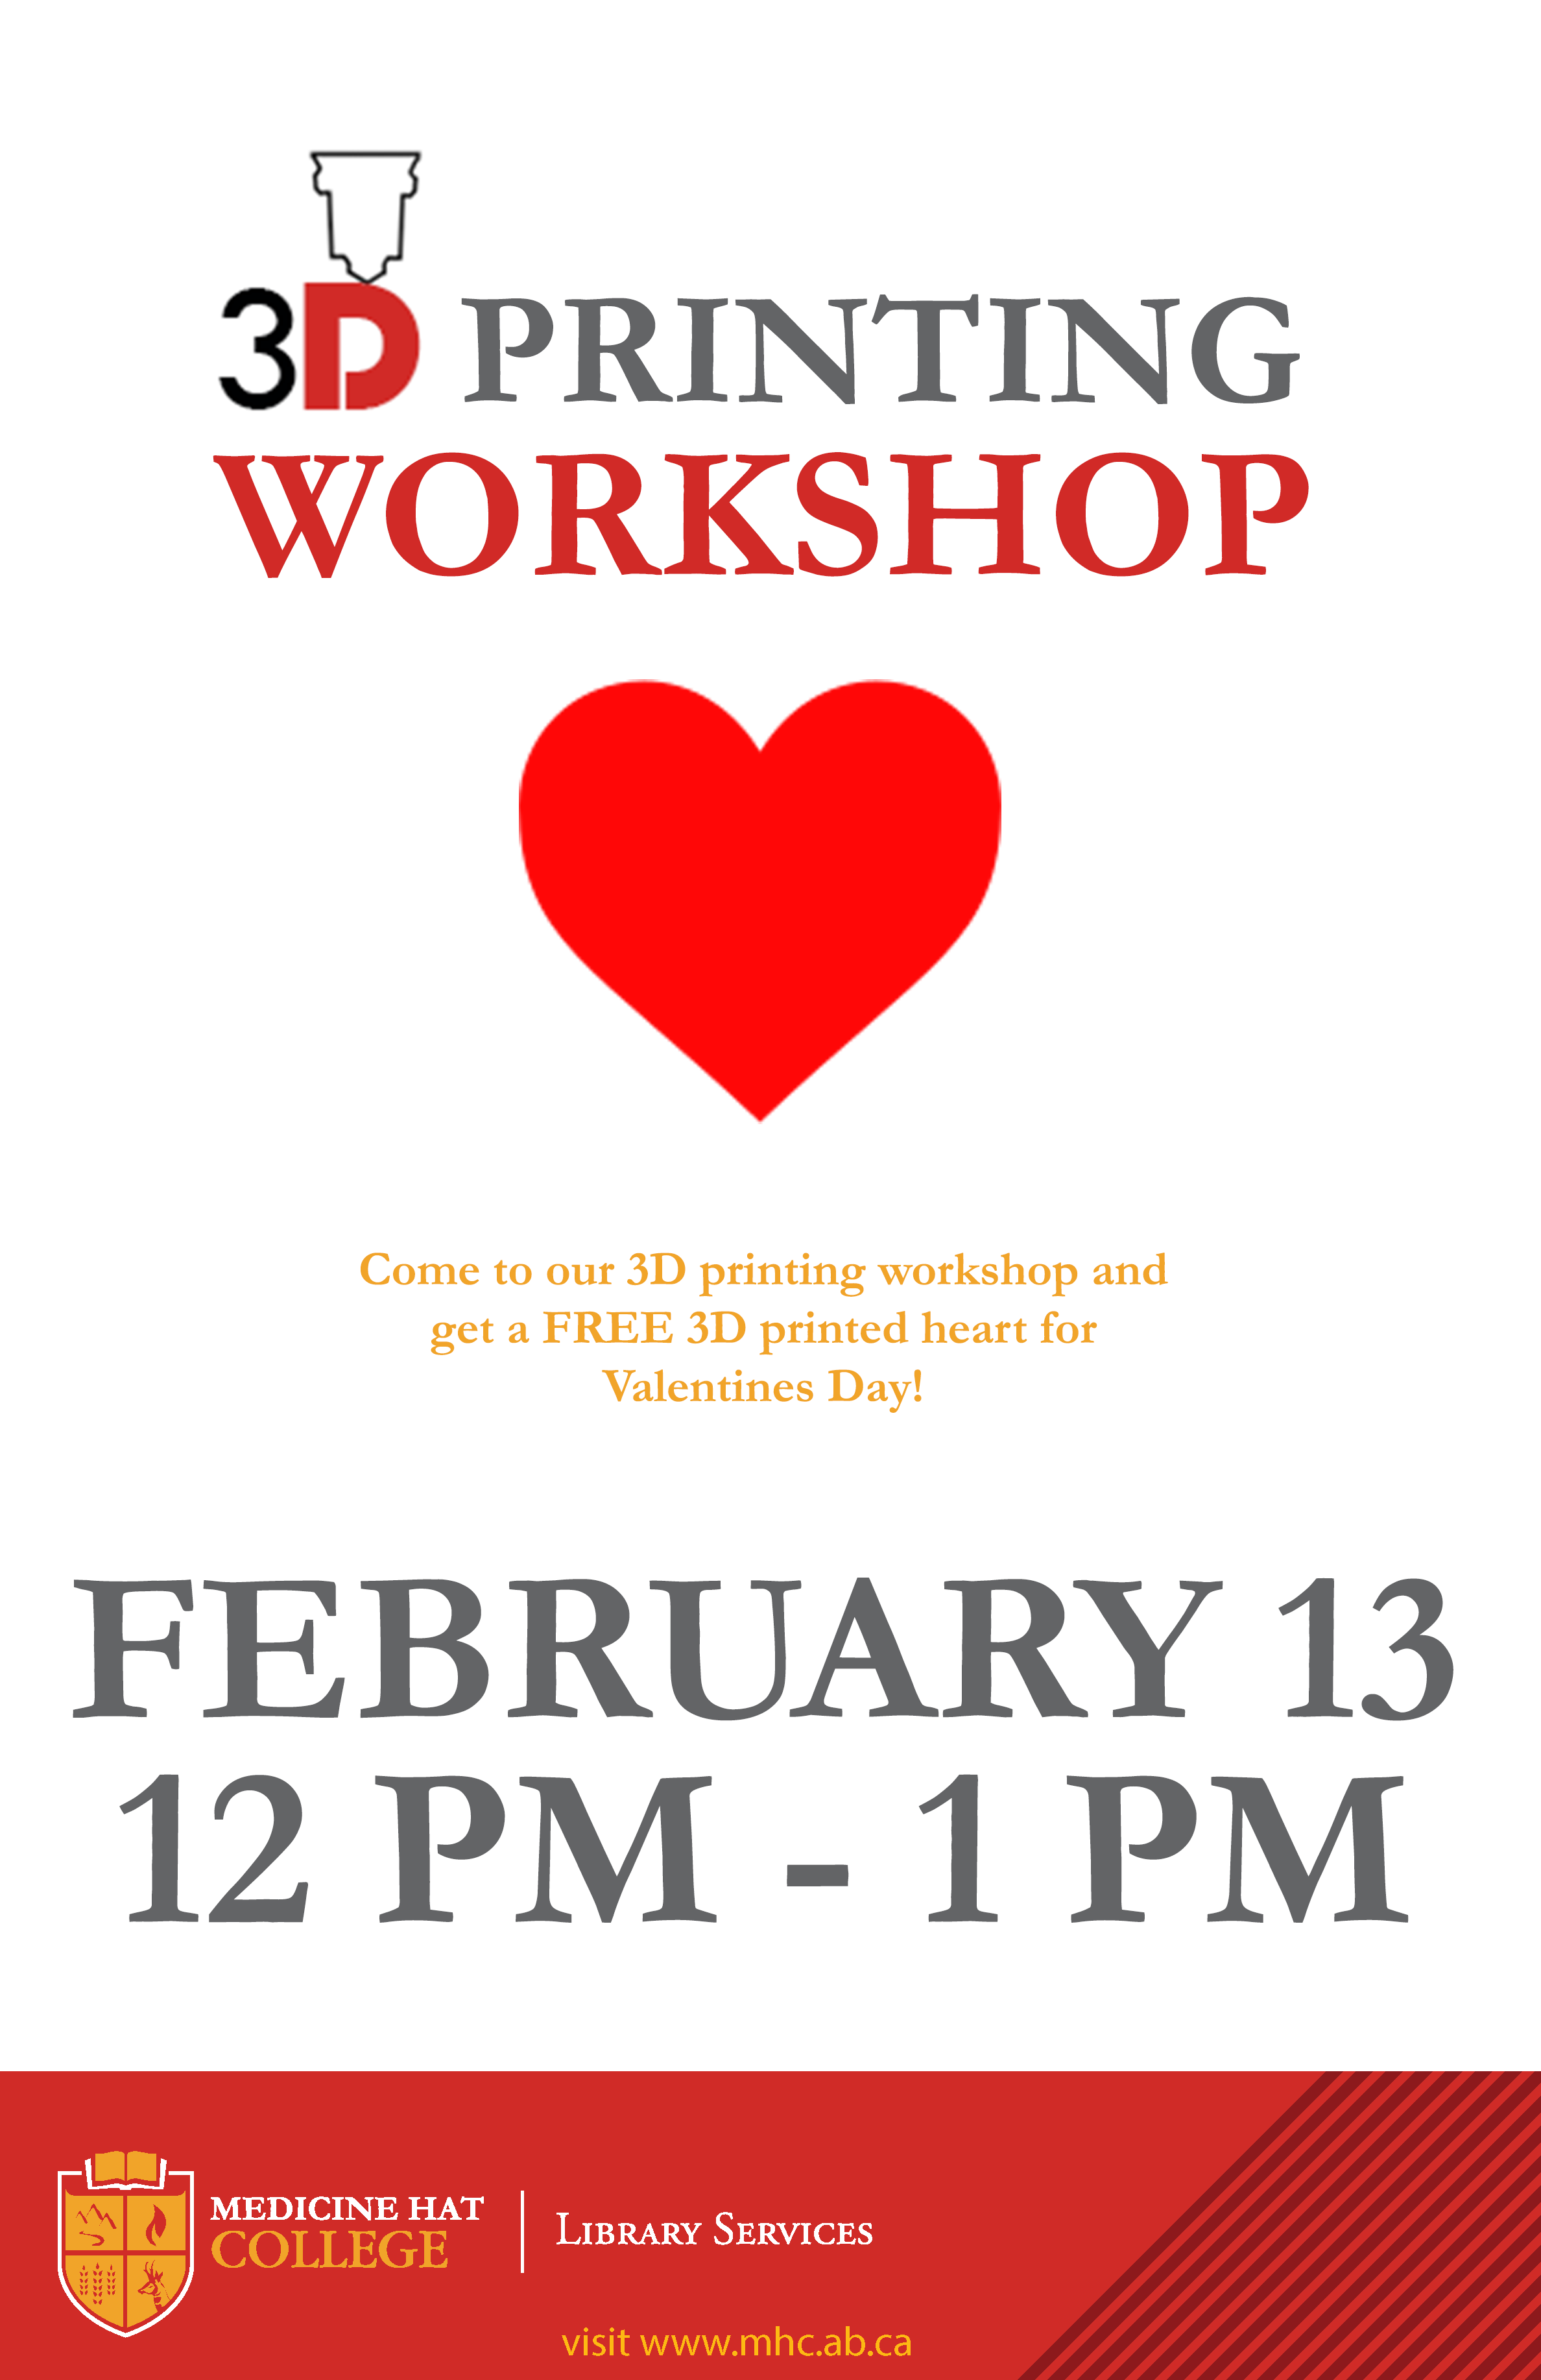 3D PRINTING
WORKSHOP
Come to our 3D printing workshop and
get a FREE 3D printed heart for
Valentines Day!
FEBRUARY 13
12 PM - 1 PM
MEDICINE HAT
COLLEGE
LIBRARY SERVICES
visit www.mhc.ab.ca